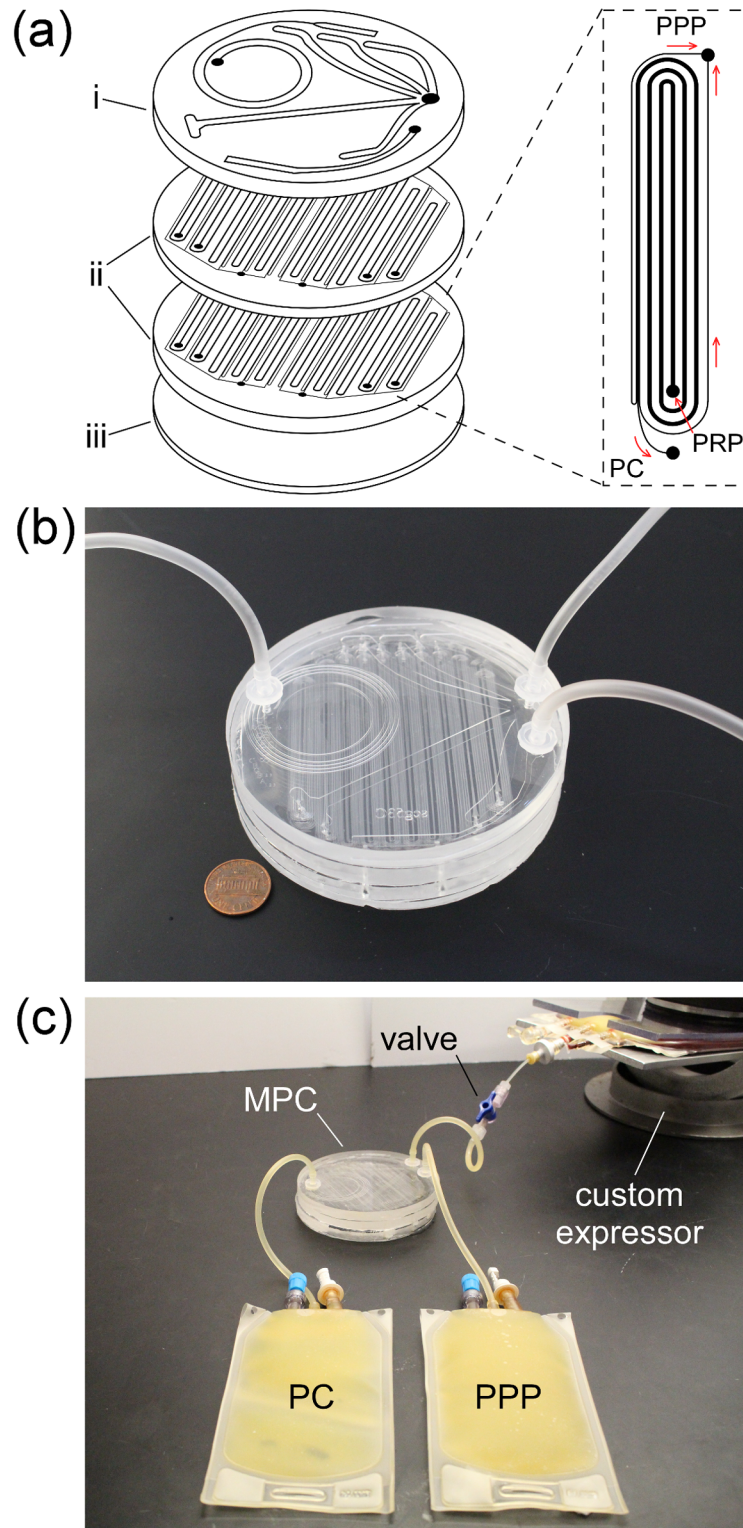 (a)
PPP
i
ii
iii
PRP
PC
(b)
(c)
valve
MPC
custom
expressor
PC
PPP